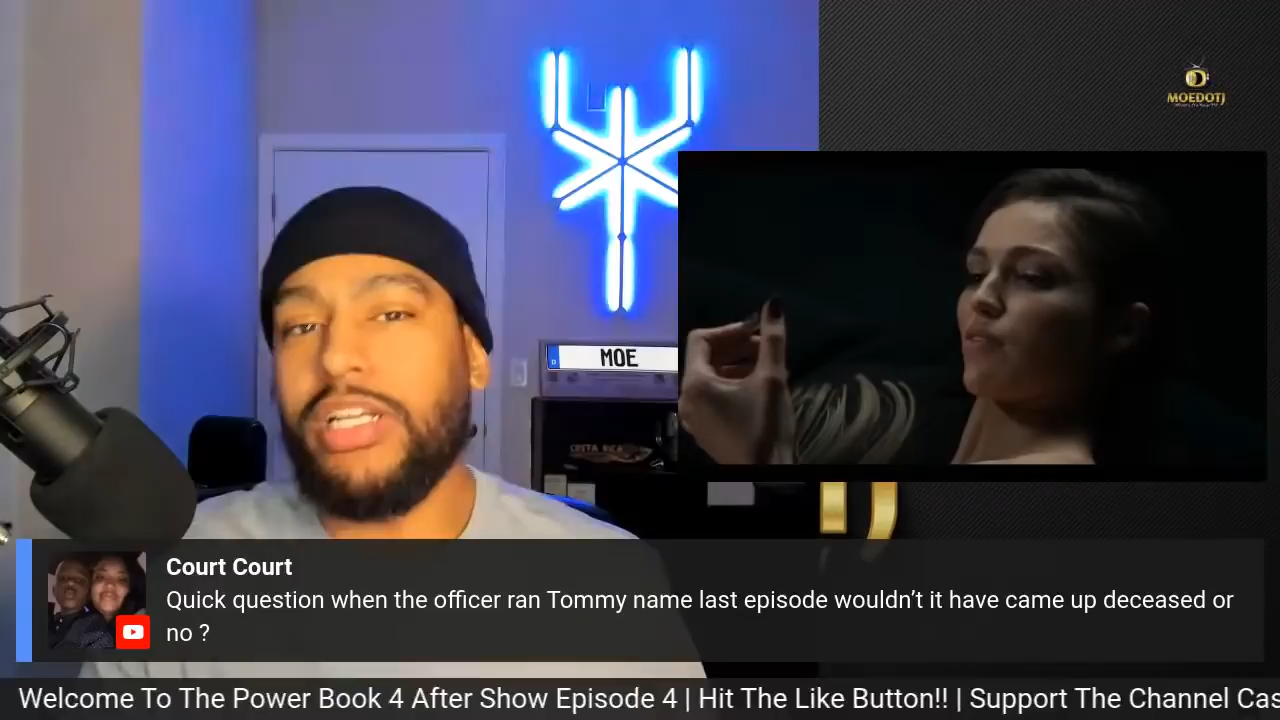 MOEDOTJ
MOE
D
COSTA RICA
Court Court
Quick question when the officer ran Tommy name last episode wouldn’t it have came up deceased or
no ?
Welcome To The Power Book 4 After Show Episode 4 | Hit The Like Button!! | Support The Channel Cas